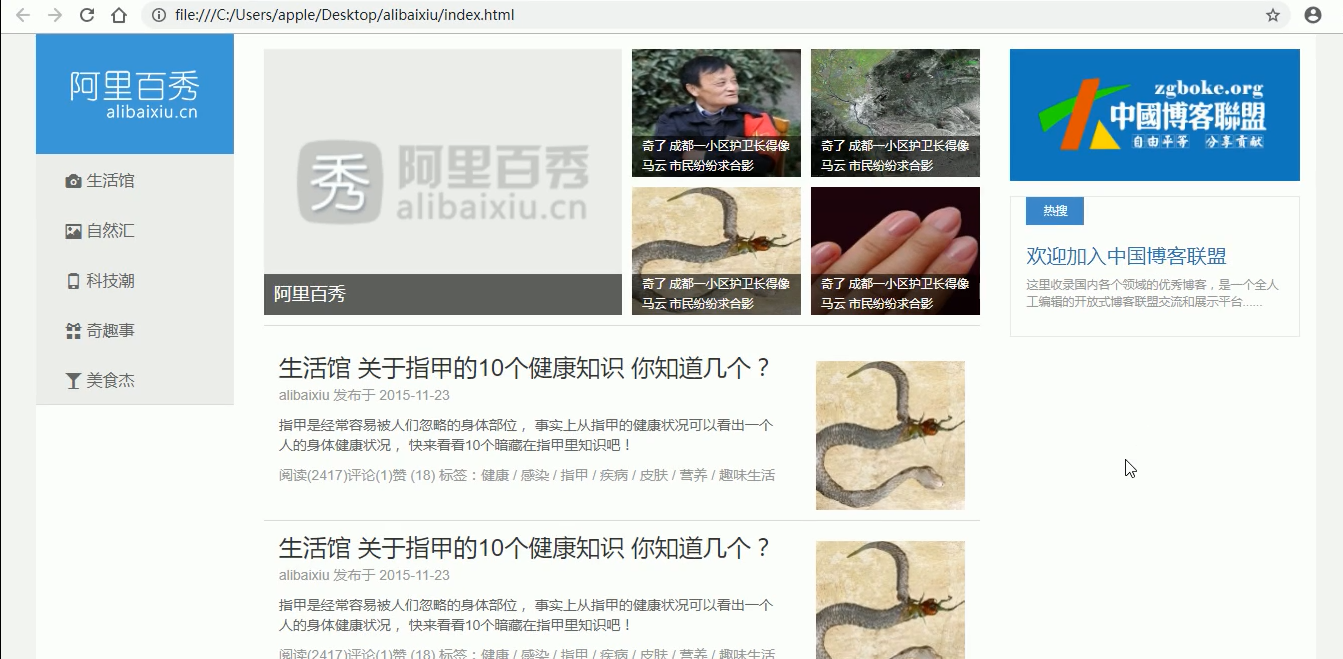 file:///C:/Users/apple/Desktop/alibaixiu/index.html
阿里百秀
alibaixiu.cn
生活馆
自然汇
科技潮
奇趣事
美食杰
秀 阿里百秀
alibaixiu.cn
阿里百秀
奇了 成都一小区护卫长得像
马云 市民纷纷求合影
奇了 成都一小区护卫长得像
马云 市民纷纷求合影
奇了 成都一小区护卫长得像
马云 市民纷纷求合影
奇了 成都一小区护卫长得像
马云 市民纷纷求合影
生活馆 关于指甲的10个健康知识 你知道几个？
alibaixiu 发布于 2015-11-23
指甲是经常容易被人们忽略的身体部位， 事实上从指甲的健康状况可以看出一个
人的身体健康状况， 快来看看10个暗藏在指甲里知识吧！
阅读(2417)评论(1)赞 (18) 标签：健康 / 感染 / 指甲 / 疾病 / 皮肤 / 营养 / 趣味生活
生活馆 关于指甲的10个健康知识 你知道几个？
alibaixiu 发布于 2015-11-23
指甲是经常容易被人们忽略的身体部位， 事实上从指甲的健康状况可以看出一个
人的身体健康状况， 快来看看10个暗藏在指甲里知识吧！
阅读(2417)评论(1)赞 (18) 标签：健康 / 感染 / 指甲 / 疾病 / 皮肤 / 营养 / 趣味生活
zgboke.org
中國博客聯盟
自由平等 分享贡献
热搜
欢迎加入中国博客联盟
这里收录国内各个领域的优秀博客，是一个全人
工编辑的开放式博客联盟交流和展示平台......